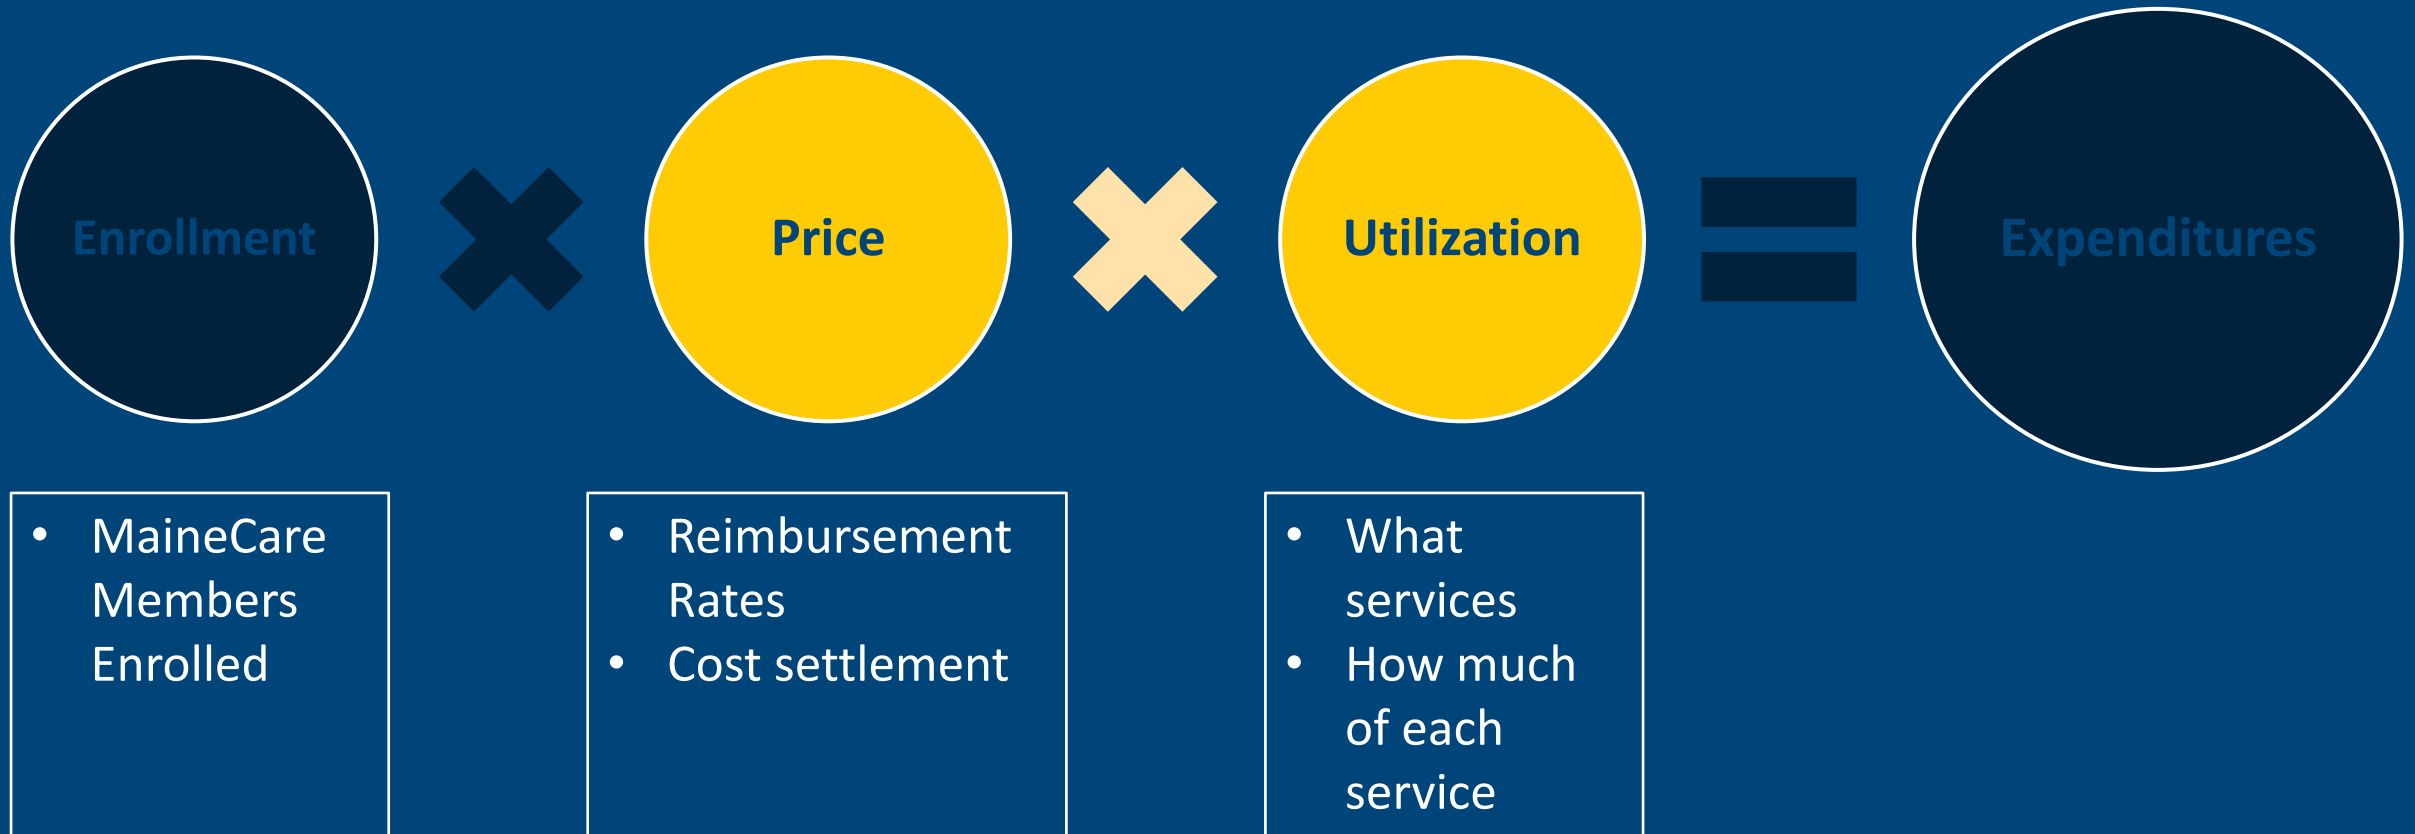 Enrollment
Price
Utilization
Expenditures
• MaineCare
Members
Enrolled
• Reimbursement
Rates
• Cost settlement
• What
services
• How much
of each
service